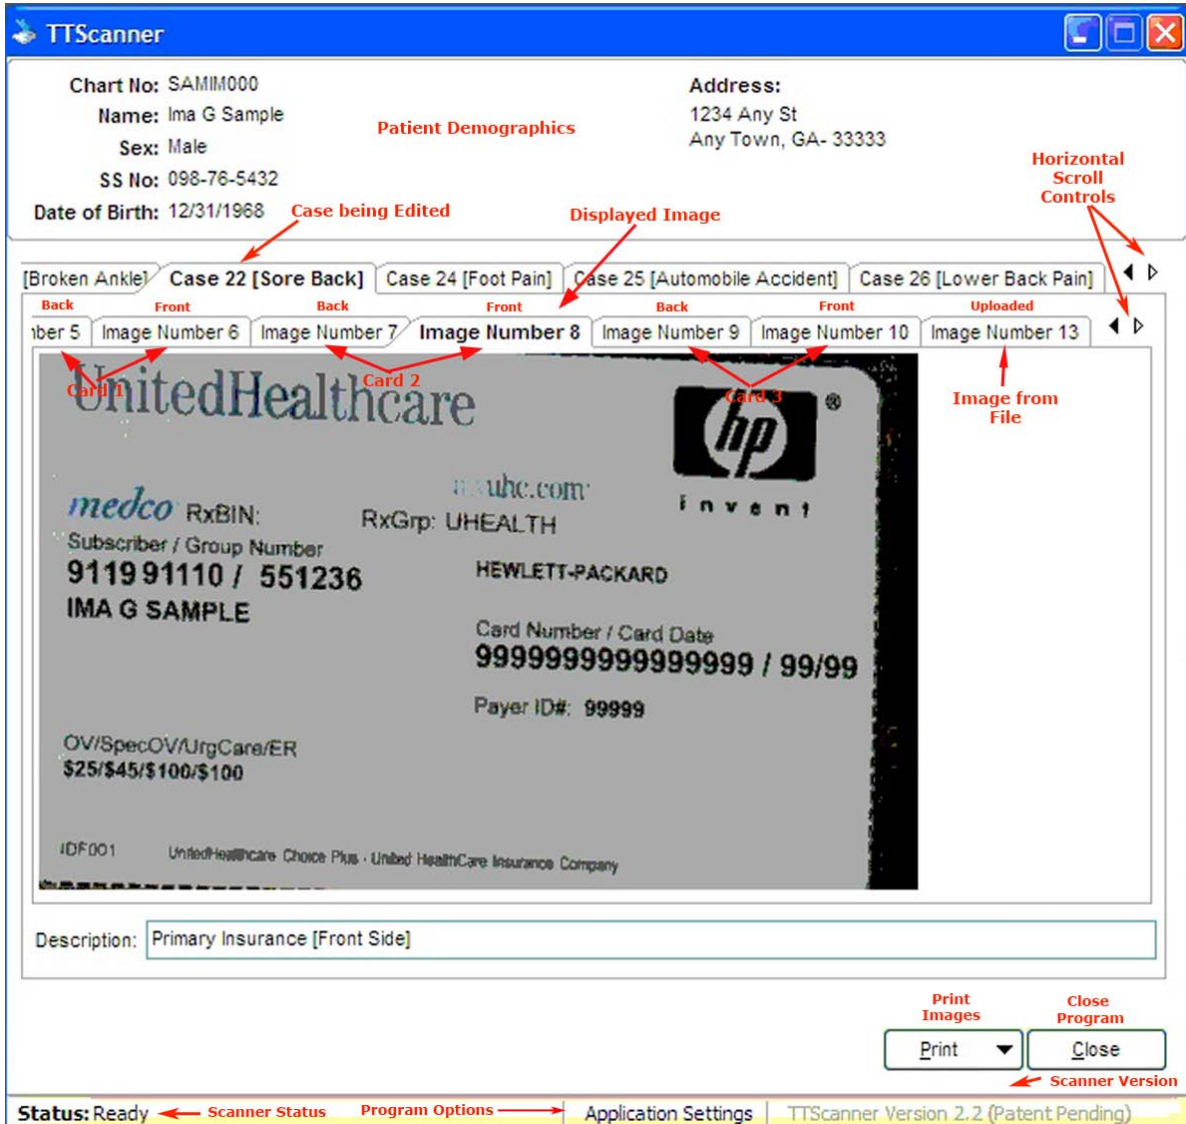 TTScanner
Chart No: SAMIM000
Name: Ima G Sample
Sex: Male
SS No: 098-76-5432
Date of Birth: 12/31/1968
Patient Demographics
Address:
1234 Any St
Any Town, GA- 33333
Horizontal
Scroll
Controls
Case being Edited
Displayed Image
[Broken Ankle] Case 22 [Sore Back] Case 24 [Foot Pain] Case 25 [Automobile Accident] Case 26 [Lower Back Pain]
Back Front Back Front Back Front Uploaded
nber 5 Image Number 6 Image Number 7 Image Number 8 Image Number 9 Image Number 10 Image Number 13
Card 1 Card 2 Card 3
Image from
File
UnitedHealthcare
hp ®
invent
uhc.com
medco RxBIN: RxGrp: UHEALTH
Subscriber / Group Number
911991110 / 551236
IMA G SAMPLE
HEWLETT-PACKARD
Card Number / Card Date
9999999999999999 / 99/99
Payer ID#: 99999
OV/SpecOV/UrgCare/ER
$25/$45/$100/$100
IDF001 UnitedHealthcare Choice Plus - United HealthCare Insurance Company
Description: Primary Insurance [Front Side]
Print
Images
Close
Program
Print Close
Scanner Version
Status: Ready Scanner Status Program Options Application Settings TTScanner Version 2.2 (Patent Pending)